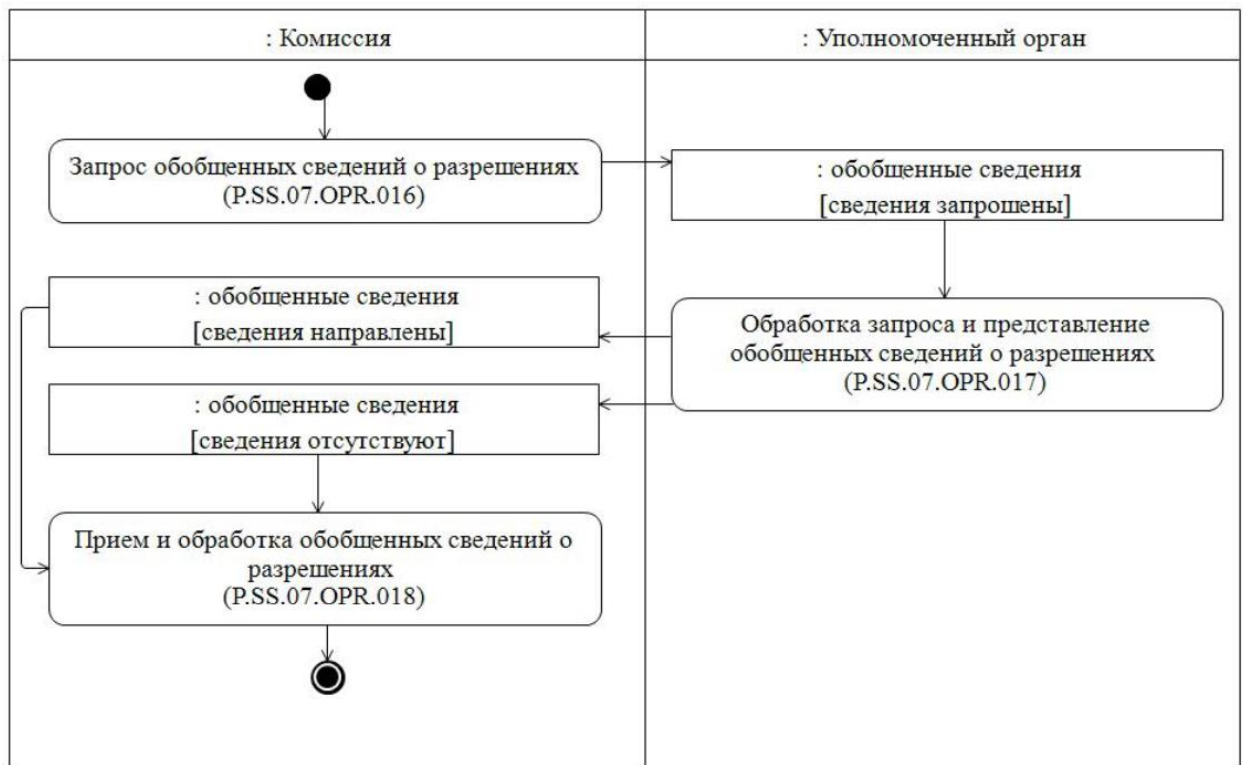 : Комиссия
: Уполномоченный орган
Запрос обобщенных сведений о разрешениях
(P.SS.07.OPR.016)
: обобщенные сведения
[сведения запрошены]
: обобщенные сведения
[сведения направлены]
Обработка запроса и представление
обобщенных сведений о разрешениях
(P.SS.07.OPR.017)
: обобщенные сведения
[сведения отсутствуют]
Прием и обработка обобщенных сведений о
разрешениях
(P.SS.07.OPR.018)